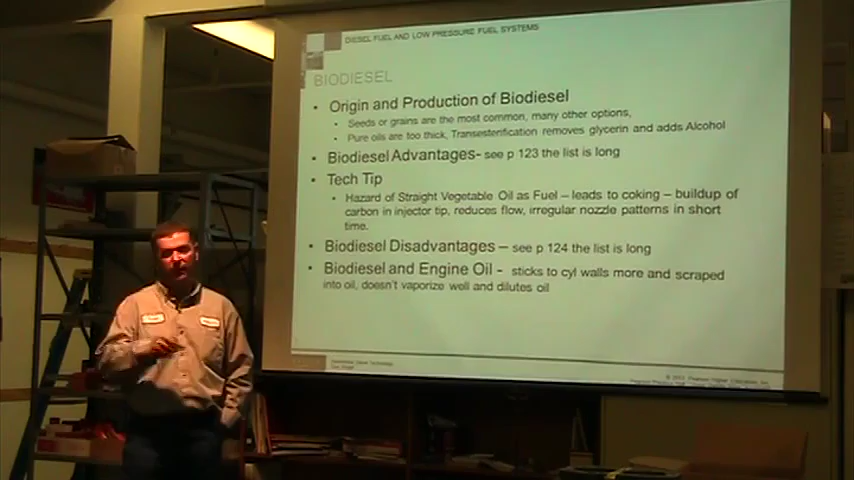 DIESEL FUEL AND LOW PRESSURE FUEL SYSTEMS
BIODIESEL
• Origin and Production of Biodiesel
• Seeds or grains are the most common, many other options,
• Pure oils are too thick, Transesterification removes glycerin and adds Alcohol
• Biodiesel Advantages- see p 123 the list is long
• Tech Tip
• Hazard of Straight Vegetable Oil as Fuel – leads to coking – buildup of
carbon in injector tip, reduces flow, irregular nozzle patterns in short
time.
• Biodiesel Disadvantages – see p 124 the list is long
• Biodiesel and Engine Oil - sticks to cyl walls more and scraped
into oil, doesn't vaporize well and dilutes oil